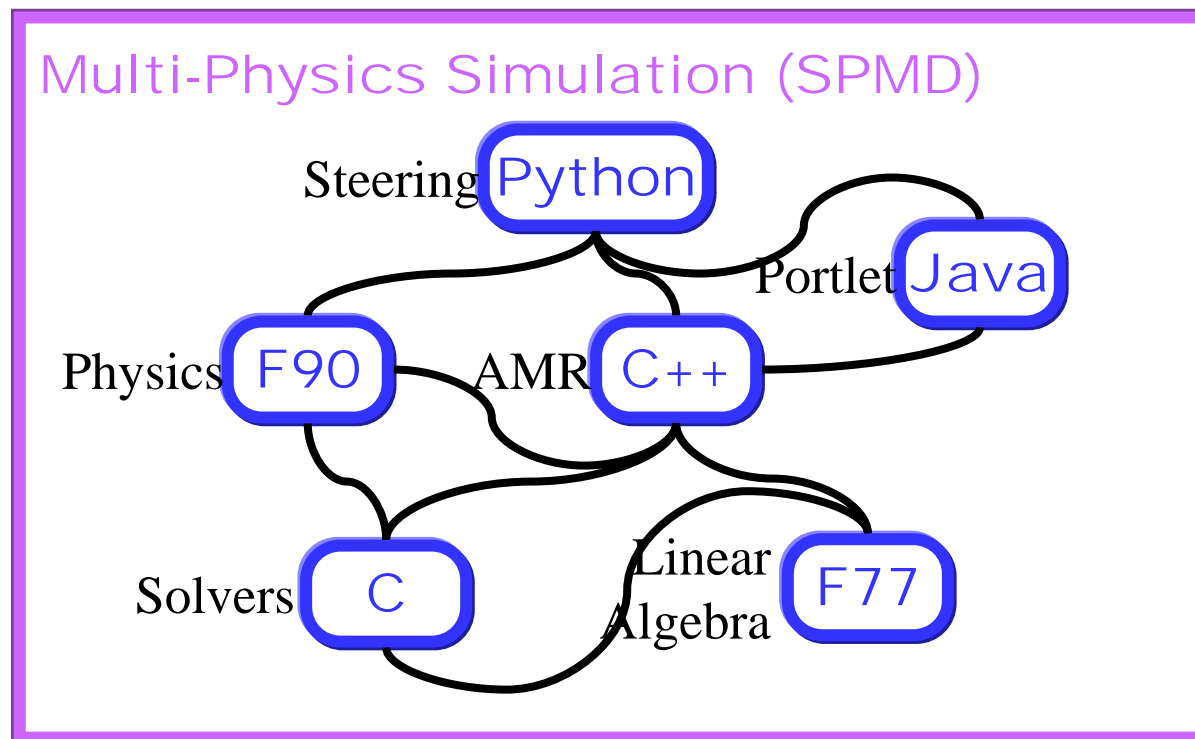 Multi-Physics Simulation (SPMD)
Steering Python
Portlet Java
Physics F90 AMR C++
Solvers C
Linear
Algebra
F77